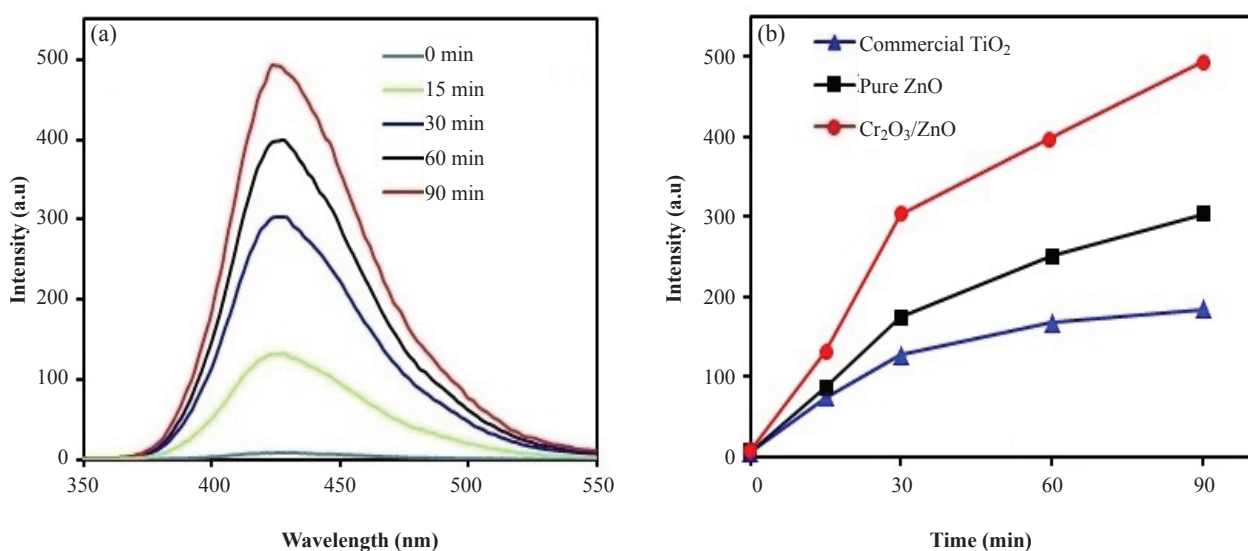 (a)
0 min
15 min
30 min
60 min
90 min
500
400
300
200
100
0
350
400
450
500
550
Intensity (a.u)
Wavelength (nm)
(b)
Commercial TiO₂
Pure ZnO
Cr₂O₃/ZnO
500
400
300
200
100
0
0
30
60
90
Intensity (a.u)
Time (min)